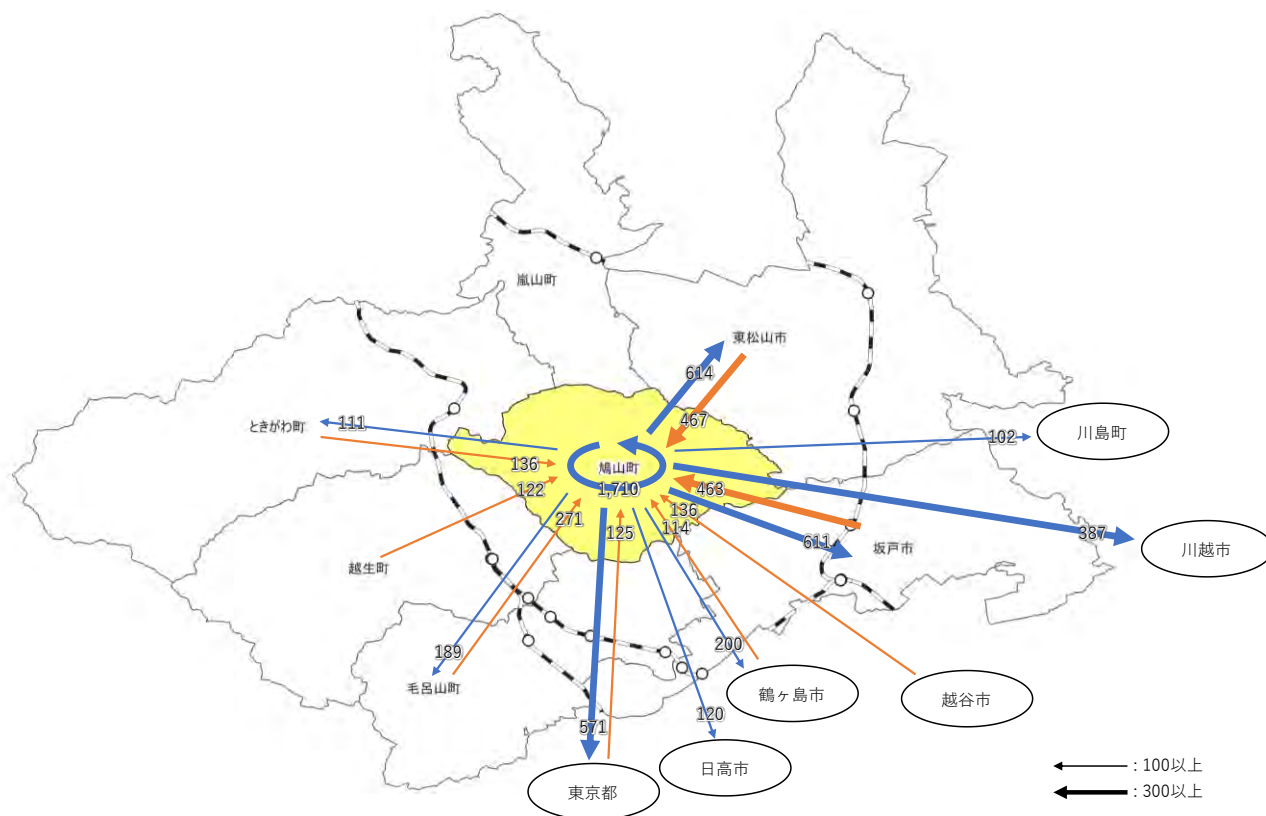 嵐山町
東松山市
614
467
ときがわ町
111
136
122
鳩山町
1,710
102
川島町
463
136
114
387
川越市
611
坂戸市
271
125
越生町
189
毛呂山町
200
鶴ヶ島市
越谷市
120
日高市
571
東京都
: 100以上
: 300以上